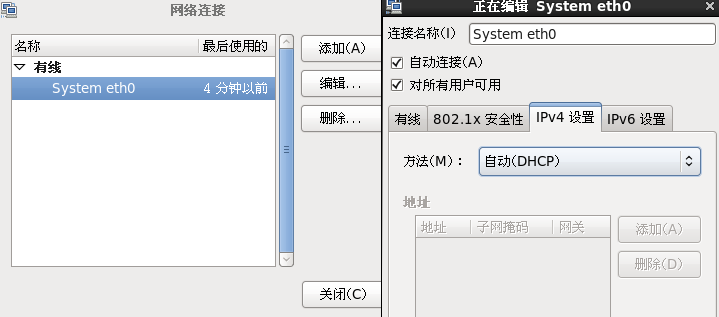 网络连接
名称 最后使用的
有线
System eth0 4 分钟以前
添加(A)
编辑...
删除...
关闭(C)
正在编辑 System eth0
连接名称(I) System eth0
自动连接(A)
对所有用户可用
有线 802.1x 安全性 IPv4 设置 IPv6 设置
方法(M)： 自动(DHCP)
地址
地址 子网掩码 网关
添加(A)
删除(D)